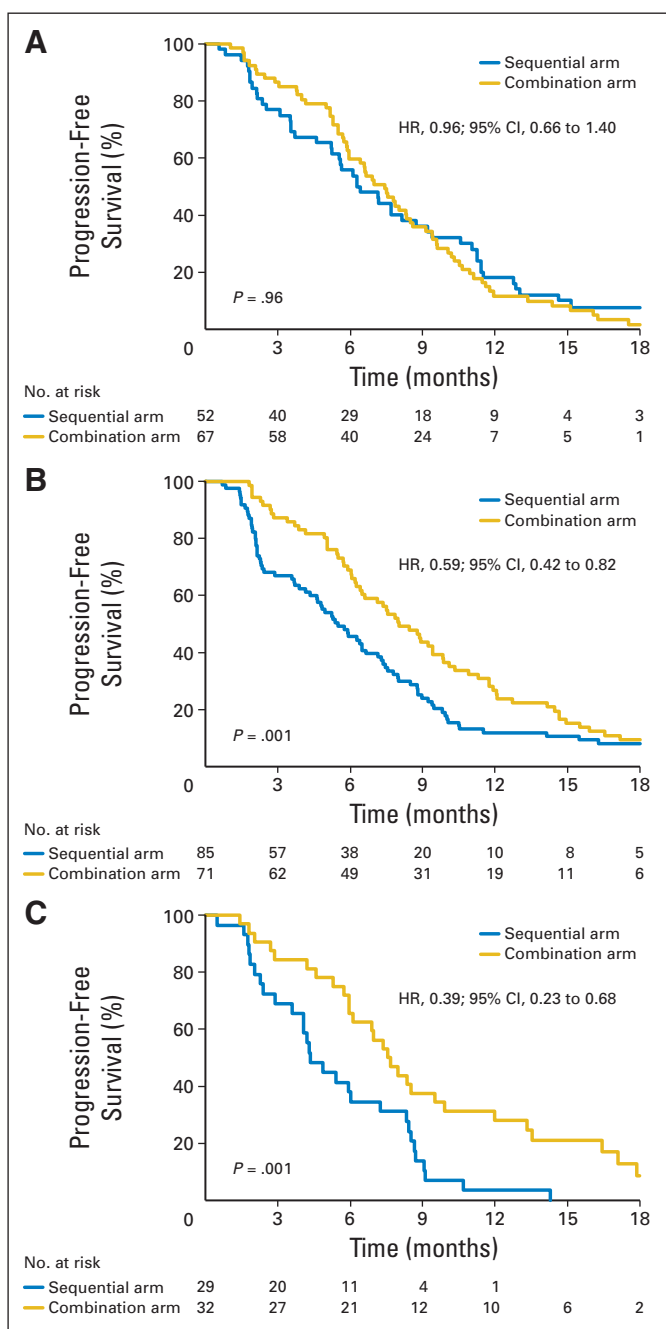 A
Progression-Free
Survival (%)
100
80
60
40
20
0
Sequential arm
Combination arm
HR, 0.96; 95% CI, 0.66 to 1.40
P = .96
3 6 9 12 15 18
Time (months)
No. at risk
Sequential arm 52 40 29 18 9 4 3
Combination arm 67 58 40 24 7 5 1
B
Progression-Free
Survival (%)
100
80
60
40
20
0
Sequential arm
Combination arm
HR, 0.59; 95% CI, 0.42 to 0.82
P = .001
3 6 9 12 15 18
Time (months)
No. at risk
Sequential arm 85 57 38 20 10 8 5
Combination arm 71 62 49 31 19 11 6
C
Progression-Free
Survival (%)
100
80
60
40
20
0
Sequential arm
Combination arm
HR, 0.39; 95% CI, 0.23 to 0.68
P = .001
3 6 9 12 15 18
Time (months)
No. at risk
Sequential arm 29 20 11 4 1
Combination arm 32 27 21 12 10 6 2